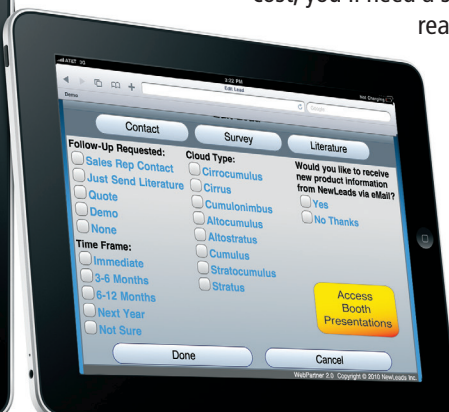 cost, you'll need a s
rea
AT&T 3G
3:22 PM
Not Charging
Edit Lead
Demo
Google
Contact
Survey
Literature
Follow-Up Requested:
Sales Rep Contact
Just Send Literature
Quote
Demo
None
Time Frame:
Immediate
3-6 Months
6-12 Months
Next Year
Not Sure
Cloud Type:
Cirrocumulus
Cirrus
Cumulonimbus
Altocumulus
Altostratus
Cumulus
Stratocumulus
Stratus
Would you like to receive
new product information
from NewLeads via eMail?
Yes
No Thanks
Access
Booth
Presentations
Done
Cancel
WebPartner 2.0 Copyright © 2010 NewLeads Inc.